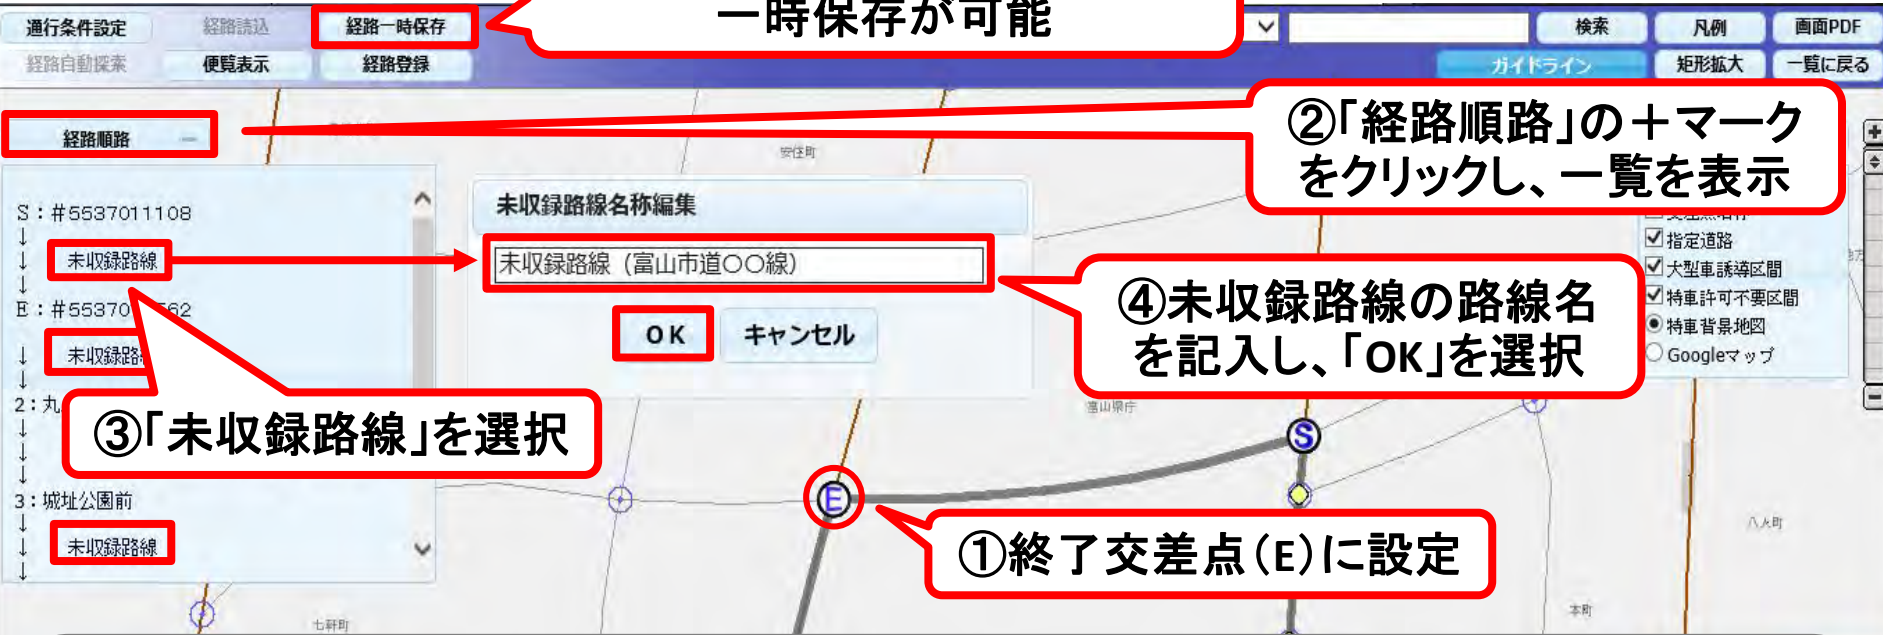 一時保存が可能
通行条件設定 経路読込 経路一時保存 検索 凡例 画面PDF
経路自動探索 便覧表示 経路登録 ガイドライン 矩形拡大 一覧に戻る
経路順路
②「経路順路」の＋マーク
をクリックし、一覧を表示
安住町
S：#5537011108
↓
↓ 未収録路線
↓
E：#55370
↓ 未収録路
↓
2：丸
↓
↓
↓
3：城址公園前
↓
↓ 未収録路線
↓
③「未収録路線」を選択
未収録路線名称編集
未収録路線（富山市道〇〇線）
OK キャンセル
④未収録路線の路線名
を記入し、「OK」を選択
指定道路
大型車誘導区間
特車許可不要区間
特車背景地図
Googleマップ
富山県庁
S
E
①終了交差点(E)に設定
本町
七軒町